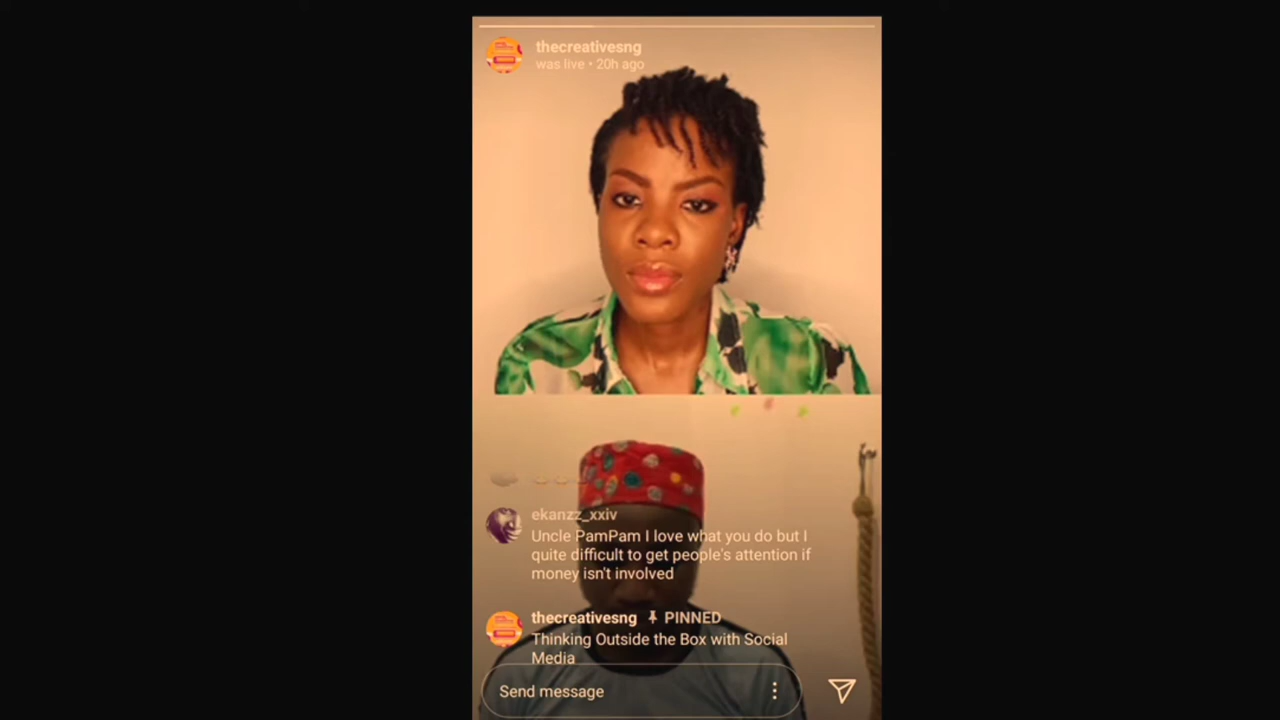 thecreativesng
was live • 20h ago
ekanzz_xxiv
Uncle PamPam I love what you do but I
quite difficult to get people's attention if
money isn't involved
thecreativesng PINNED
Thinking Outside the Box with Social
Media
Send message